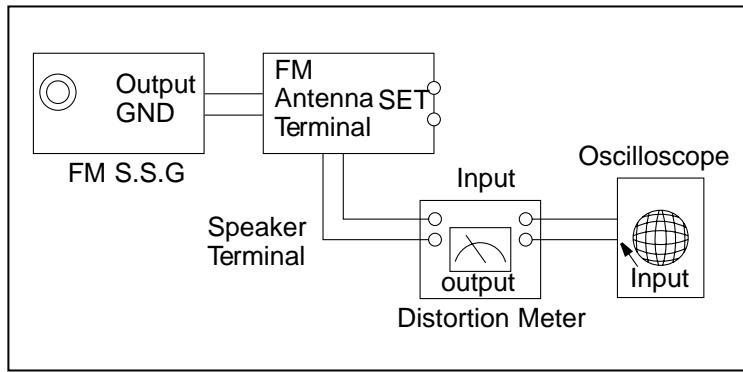 Output
GND
FM S.S.G
FM
Antenna SET
Terminal
Speaker
Terminal
Input
output
Distortion Meter
Oscilloscope
Input